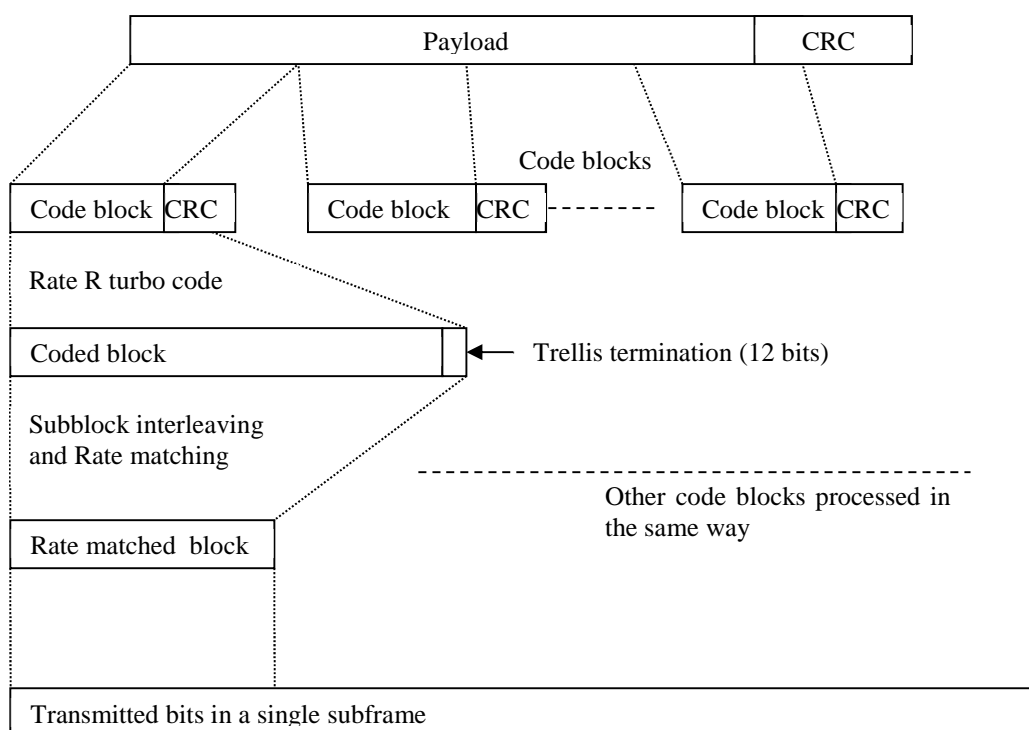 Payload CRC
Code blocks
Code block CRC Code block CRC Code block CRC
Rate R turbo code
Coded block
Trellis termination (12 bits)
Subblock interleaving
and Rate matching
Other code blocks processed in
the same way
Rate matched block
Transmitted bits in a single subframe